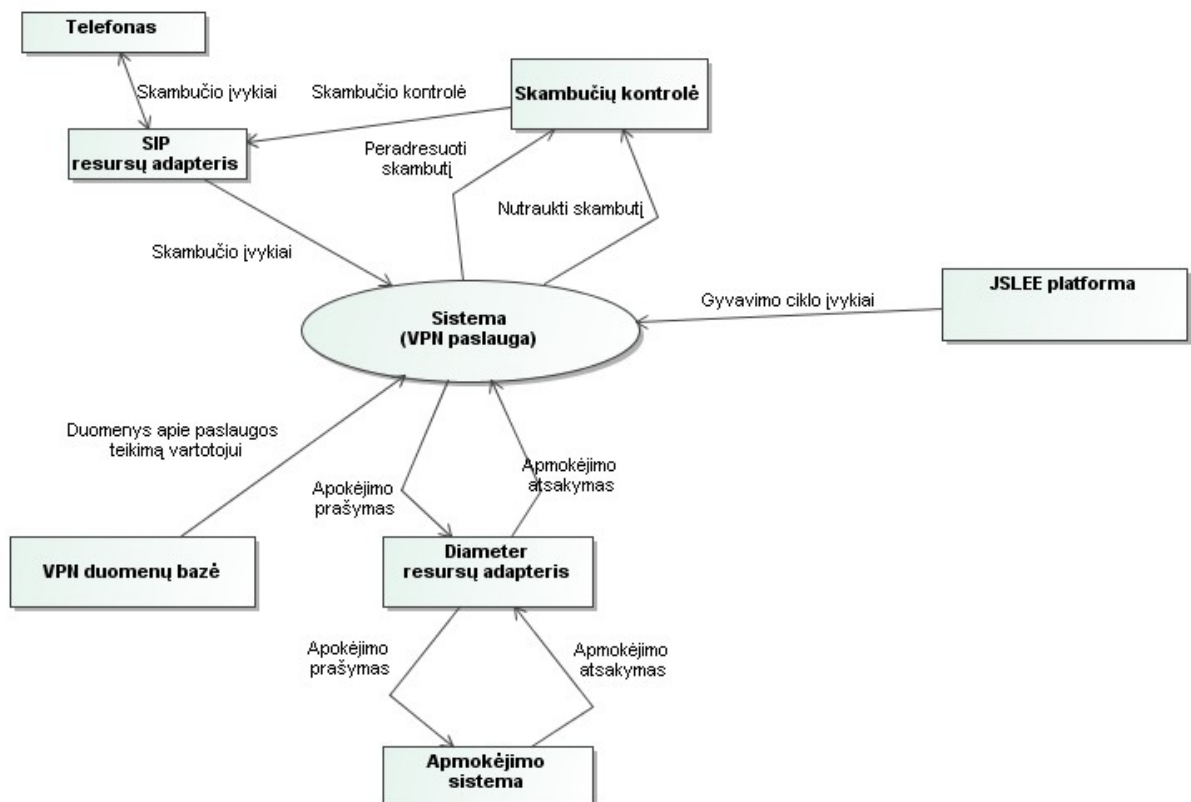 Telefonas
Skambučio įvykiai
Skambučio kontrolė
Skambučių kontrolė
SIP
resursų adapteris
Peradresuoti
skambutį
Nutraukti skambutį
Skambučio įvykiai
JSLEE platforma
Gyvavimo ciklo įvykiai
Sistema
(VPN paslauga)
Duomenys apie paslaugos
teikimą vartotojui
Apokėjimo
prašymas
Apmokėjimo
atsakymas
VPN duomenų bazė
Diameter
resursų adapteris
Apokėjimo
prašymas
Apmokėjimo
atsakymas
Apmokėjimo
sistema